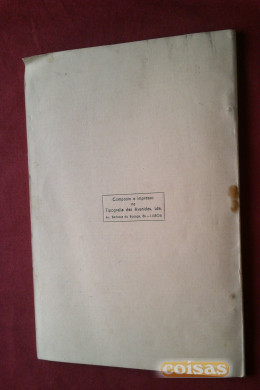 Composto e impresso
na
Tipografia das Avenidas, Lda.
coisas